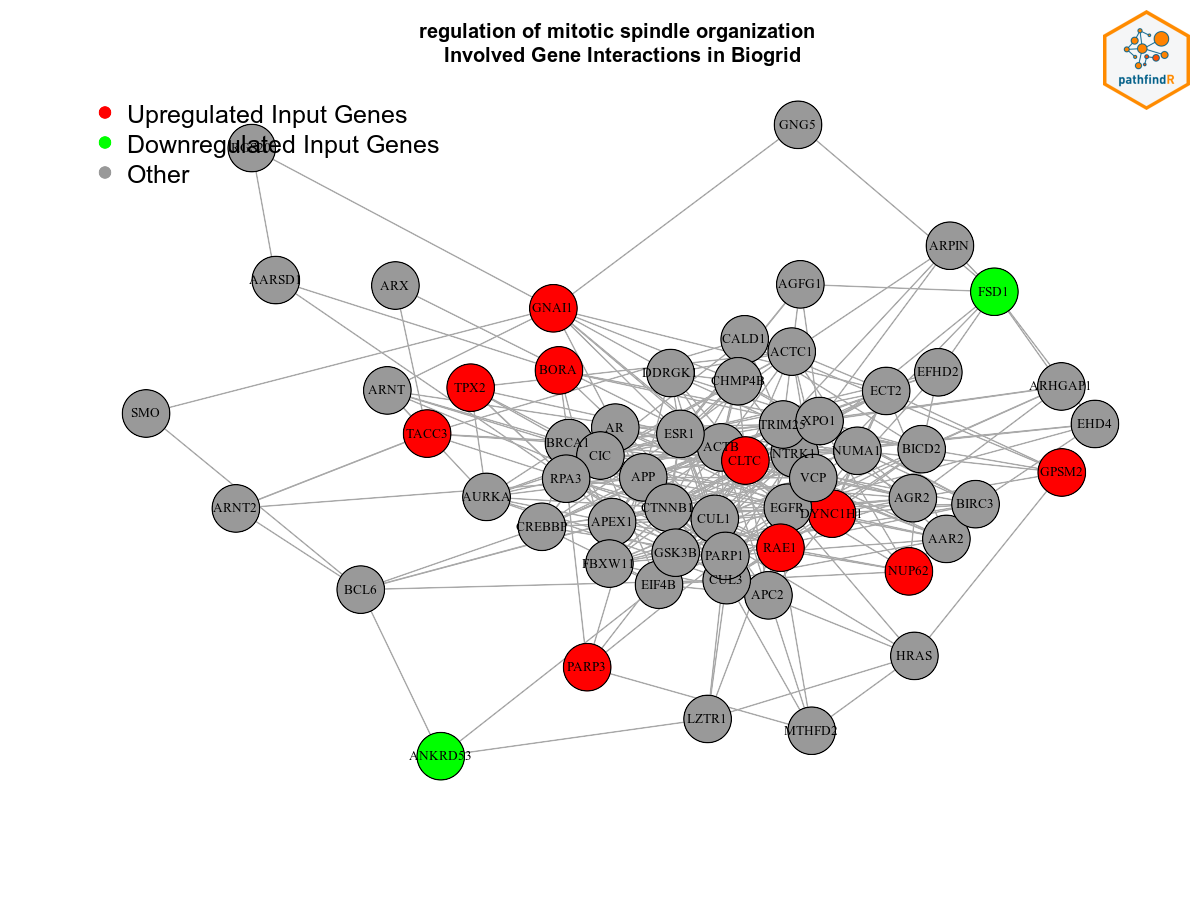 regulation of mitotic spindle organization
Involved Gene Interactions in Biogrid
pathfindR
Upregulated Input Genes
Downregulated Input Genes
Other
GNG5
ARPIN
AARSD1
ARX
AGFG1
FSD1
GNAI1
CALD1
ACTC1
BORA
DDRGK
CHMP4B
EFHD2
ARHGAP1
TPX2
ARNT
ECT2
SMO
EHD4
TACC3
AR
ESR1
TRIM25
XPO1
BRCA1
CIC
ACTB
CLTC
NTRK1
NUMA1
BICD2
GPSM2
RPA3
APP
VCP
AURKA
AGR2
BIRC3
ARNT2
CTNNB1
EGFR
DYNC1H1
CREBBP
APEX1
CUL1
AAR2
FBXW11
GSK3B
PARP1
RAE1
NUP62
BCL6
EIF4B
CUL3
APC2
HRAS
PARP3
LZTR1
MTHFD2
ANKRD53